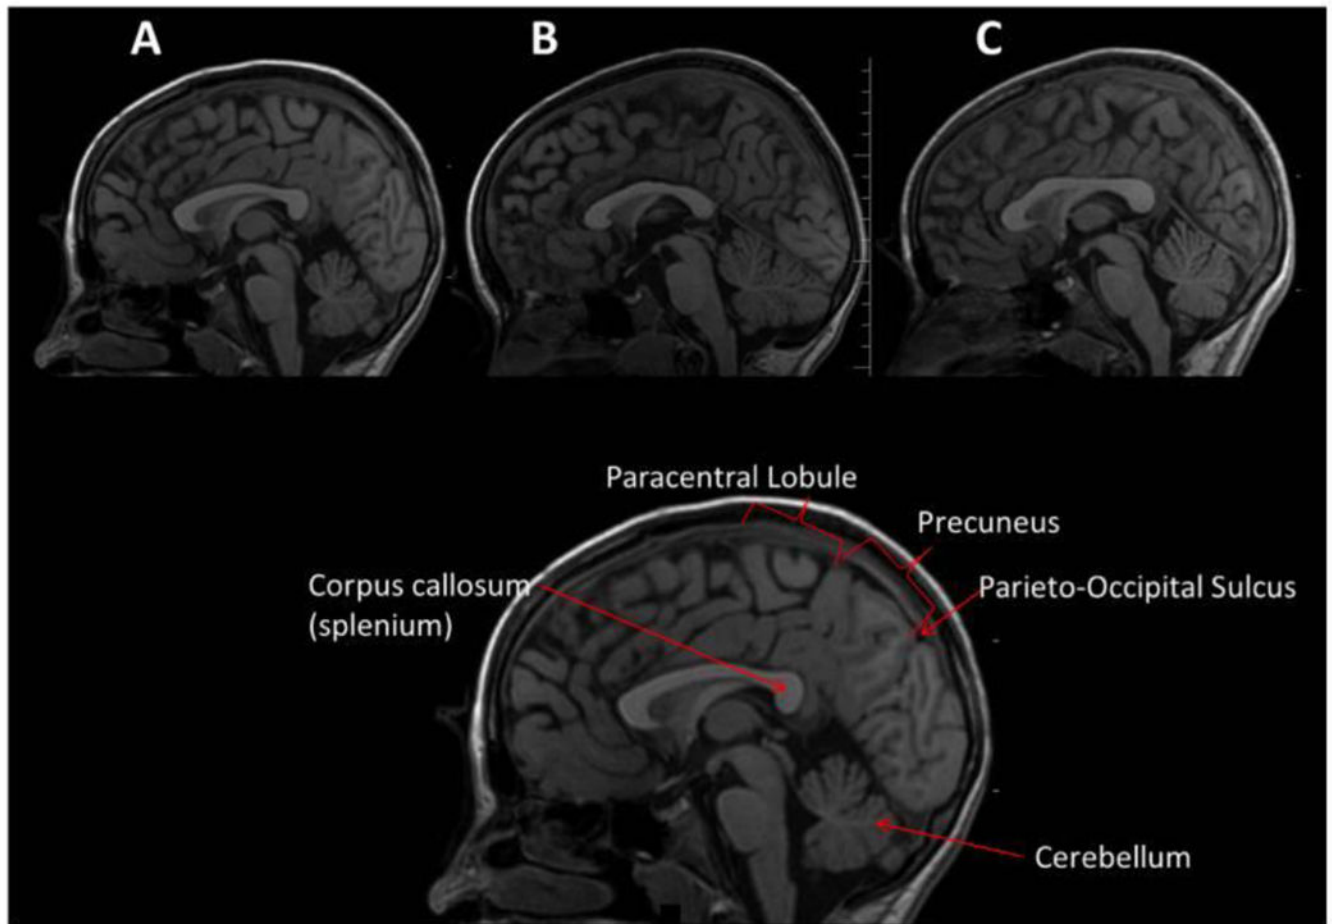 A
B
C
Paracentral Lobule
Precuneus
Corpus callosum
(splenium)
Parieto-Occipital Sulcus
Cerebellum